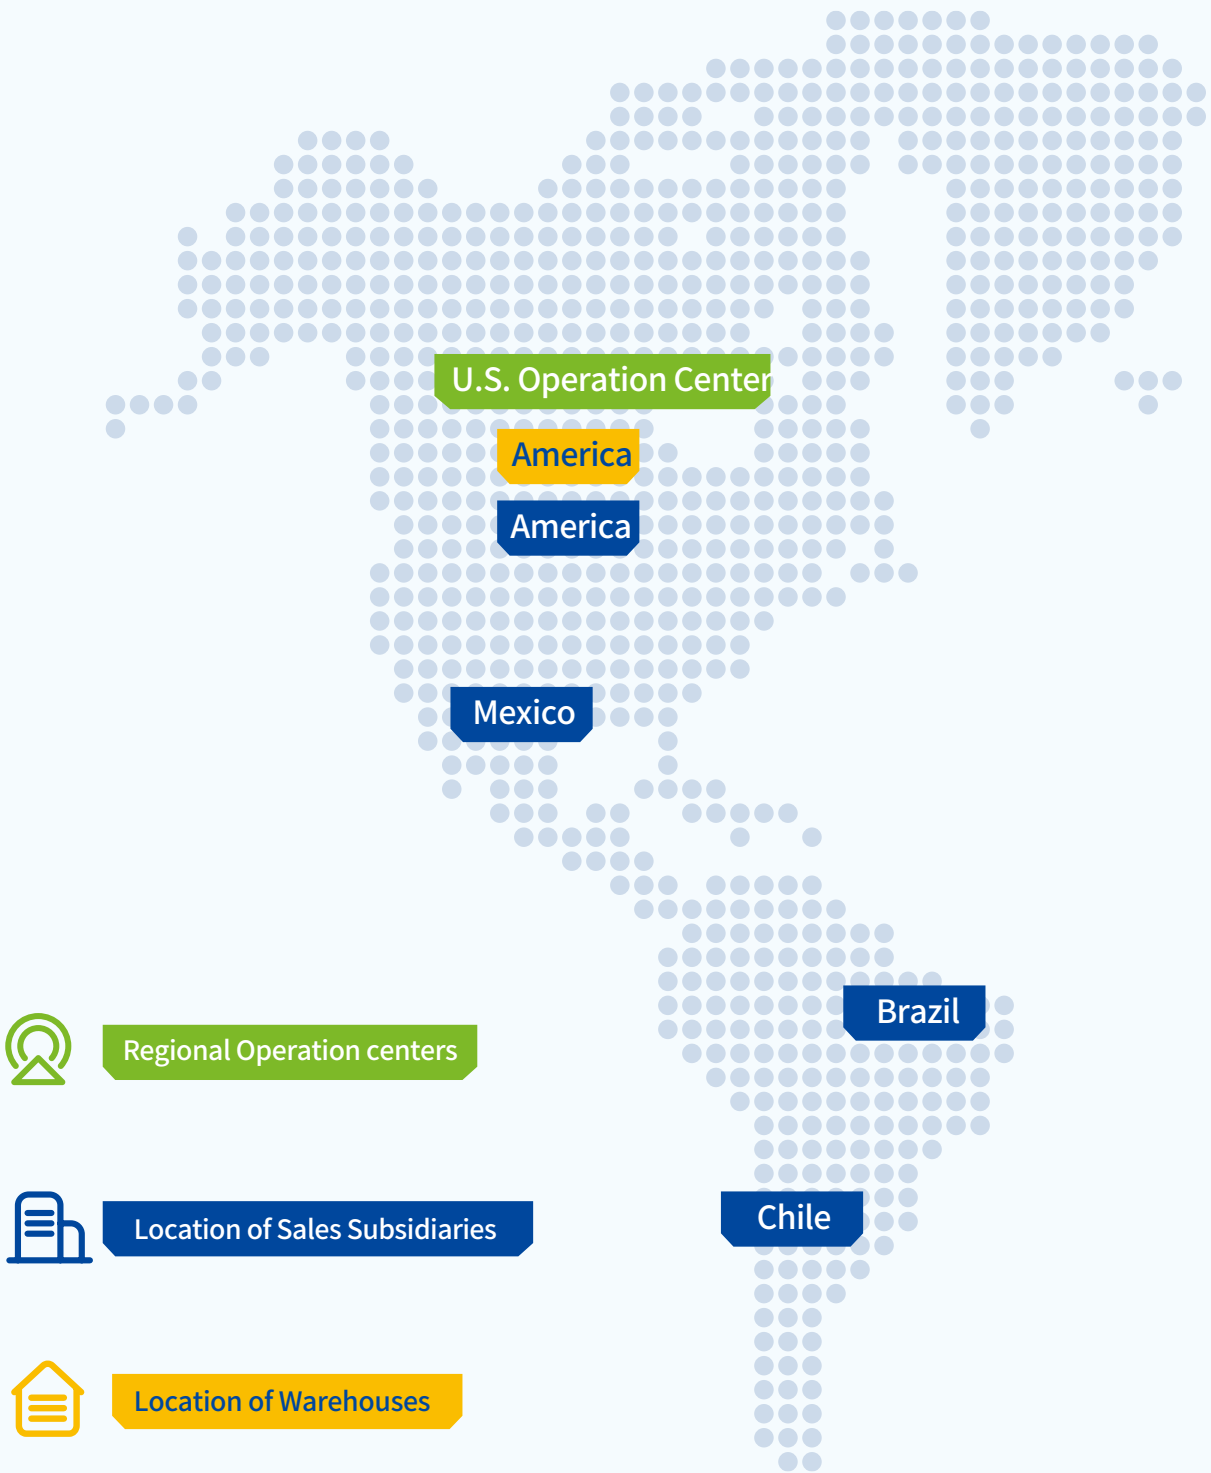 U.S. Operation Center
America
America
Mexico
Brazil
Regional Operation centers
Chile
Location of Sales Subsidiaries
Location of Warehouses